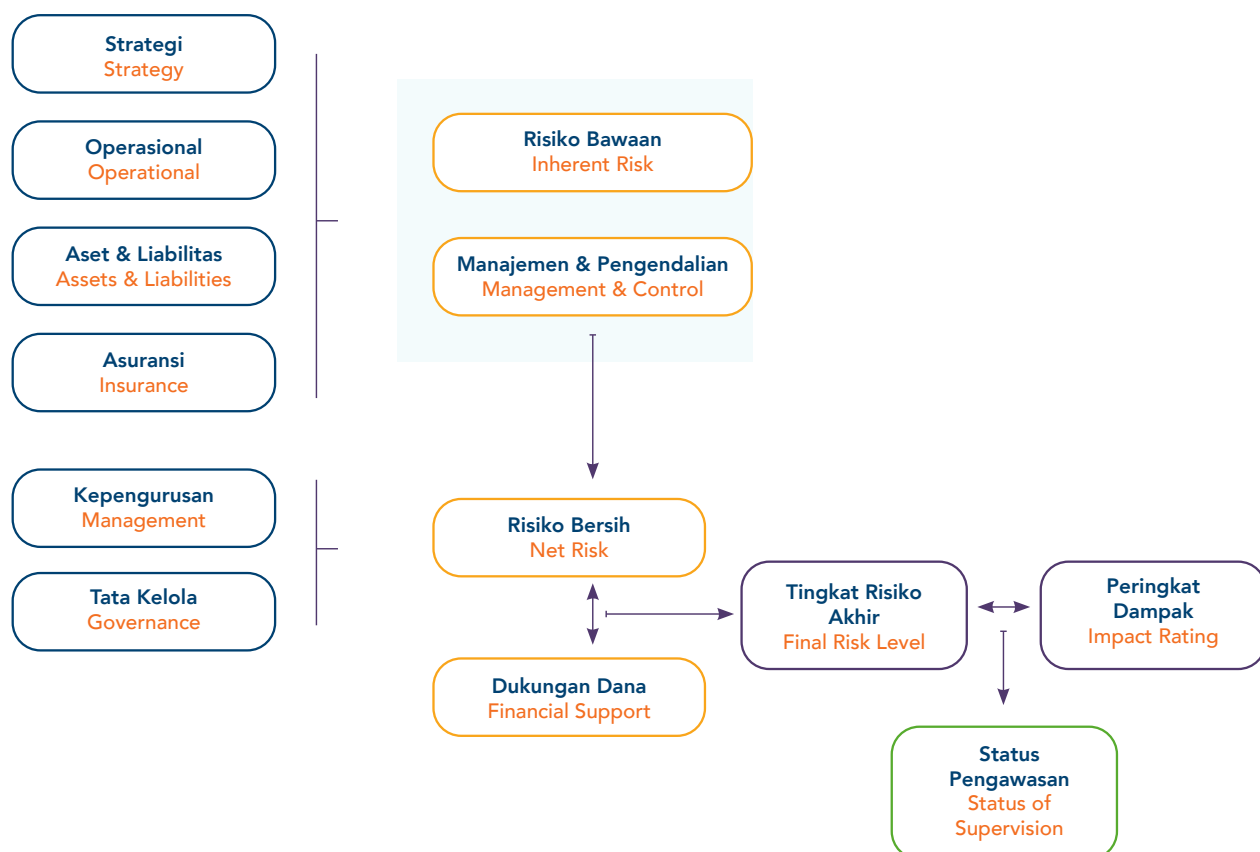 Strategi
Strategy
Operasional
Operational
Aset & Liabilitas
Assets & Liabilities
Asuransi
Insurance
Kepengurusan
Management
Tata Kelola
Governance
Risiko Bawaan
Inherent Risk
Manajemen & Pengendalian
Management & Control
Risiko Bersih
Net Risk
Dukungan Dana
Financial Support
Tingkat Risiko
Akhir
Final Risk Level
Peringkat
Dampak
Impact Rating
Status
Pengawasan
Status of
Supervision